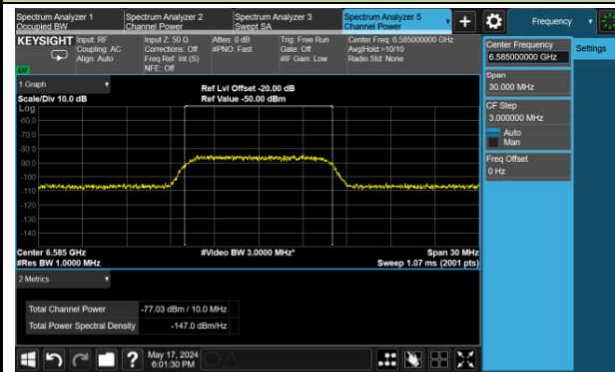 Spectrum Analyzer 1
Occupied BW
Spectrum Analyzer 2
Channel Power
Spectrum Analyzer 3
Swept SA
Spectrum Analyzer 5
Channel Power
+
Frequency
KEYSIGHT
Input: RF
Coupling: AC
Align: Auto
Input Z: 50 Ω
Corrections: Off
Freq Ref: Int (S)
NFE: Off
Atten: 0 dB
#PNO: Fast
Trig: Free Run
Gate: Off
#IF Gain: Low
Center Freq: 6.585000000 GHz
Avg|Hold:>10/10
Radio Std: None
Center Frequency
6.585000000 GHz
Settings
Span
30.000 MHz
CF Step
3.000000 MHz
Auto
Man
Freq Offset
0 Hz
1 Graph
Scale/Div 10.0 dB
Ref Lvl Offset -20.00 dB
Ref Value -50.00 dBm
Log
-60.0
-70.0
-80.0
-90.0
-100
-110
-120
-130
-140
Center 6.585 GHz
#Res BW 1.0000 MHz
#Video BW 3.0000 MHz*
Span 30 MHz
Sweep 1.07 ms (2001 pts)
2 Metrics
Total Channel Power -77.03 dBm / 10.0 MHz
Total Power Spectral Density -147.0 dBm/Hz
?
May 17, 2024
6:01:30 PM